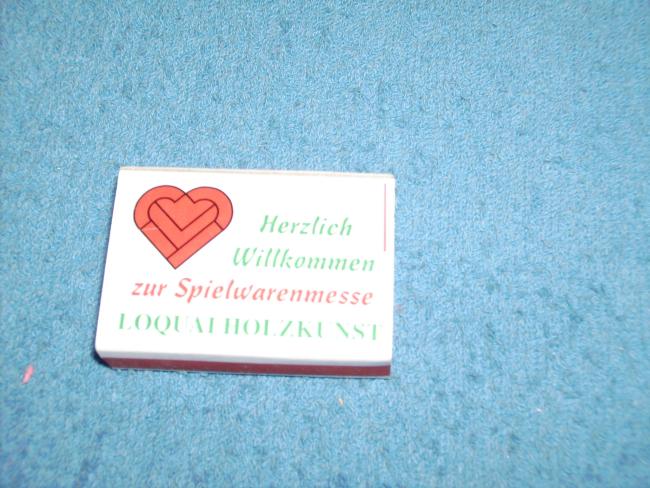 Herzlich
Willkommen
zur Spielwarenmesse
LOQUAI HOLZKUNST